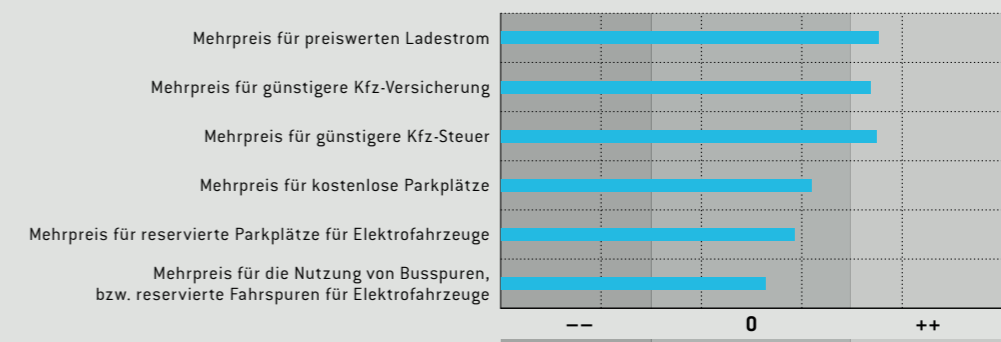 Mehrpreis für preiswerten Ladestrom
Mehrpreis für günstigere Kfz-Versicherung
Mehrpreis für günstigere Kfz-Steuer
Mehrpreis für kostenlose Parkplätze
Mehrpreis für reservierte Parkplätze für Elektrofahrzeuge
Mehrpreis für die Nutzung von Busspuren,
bzw. reservierte Fahrspuren für Elektrofahrzeuge
−− 0 ++